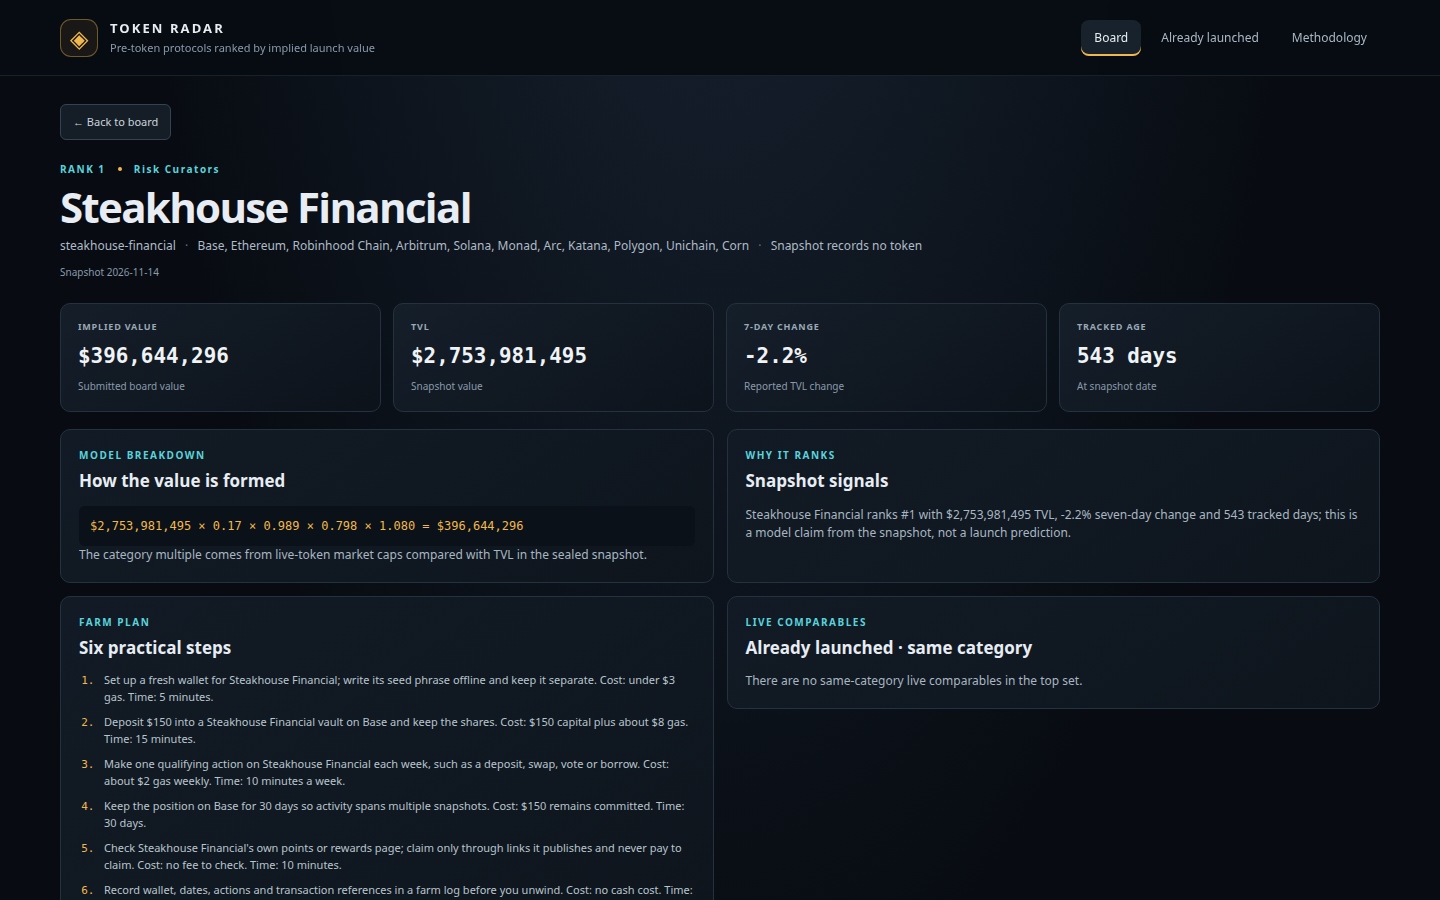 ◈
TOKEN RADAR
Pre-token protocols ranked by implied launch value
Board
Already launched
Methodology
← Back to board
RANK 1 • Risk Curators
Steakhouse Financial
steakhouse-financial · Base, Ethereum, Robinhood Chain, Arbitrum, Solana, Monad, Arc, Katana, Polygon, Unichain, Corn · Snapshot records no token
Snapshot 2026-11-14
IMPLIED VALUE
$396,644,296
Submitted board value
TVL
$2,753,981,495
Snapshot value
7-DAY CHANGE
-2.2%
Reported TVL change
TRACKED AGE
543 days
At snapshot date
MODEL BREAKDOWN
How the value is formed
$2,753,981,495 × 0.17 × 0.989 × 0.798 × 1.080 = $396,644,296
The category multiple comes from live-token market caps compared with TVL in the sealed snapshot.
WHY IT RANKS
Snapshot signals
Steakhouse Financial ranks #1 with $2,753,981,495 TVL, -2.2% seven-day change and 543 tracked days; this is
a model claim from the snapshot, not a launch prediction.
FARM PLAN
Six practical steps
1. Set up a fresh wallet for Steakhouse Financial; write its seed phrase offline and keep it separate. Cost: under $3
gas. Time: 5 minutes.
2. Deposit $150 into a Steakhouse Financial vault on Base and keep the shares. Cost: $150 capital plus about $8 gas.
Time: 15 minutes.
3. Make one qualifying action on Steakhouse Financial each week, such as a deposit, swap, vote or borrow. Cost:
about $2 gas weekly. Time: 10 minutes a week.
4. Keep the position on Base for 30 days so activity spans multiple snapshots. Cost: $150 remains committed. Time:
30 days.
5. Check Steakhouse Financial's own points or rewards page; claim only through links it publishes and never pay to
claim. Cost: no fee to check. Time: 10 minutes.
6. Record wallet, dates, actions and transaction references in a farm log before you unwind. Cost: no cash cost. Time:
LIVE COMPARABLES
Already launched · same category
There are no same-category live comparables in the top set.